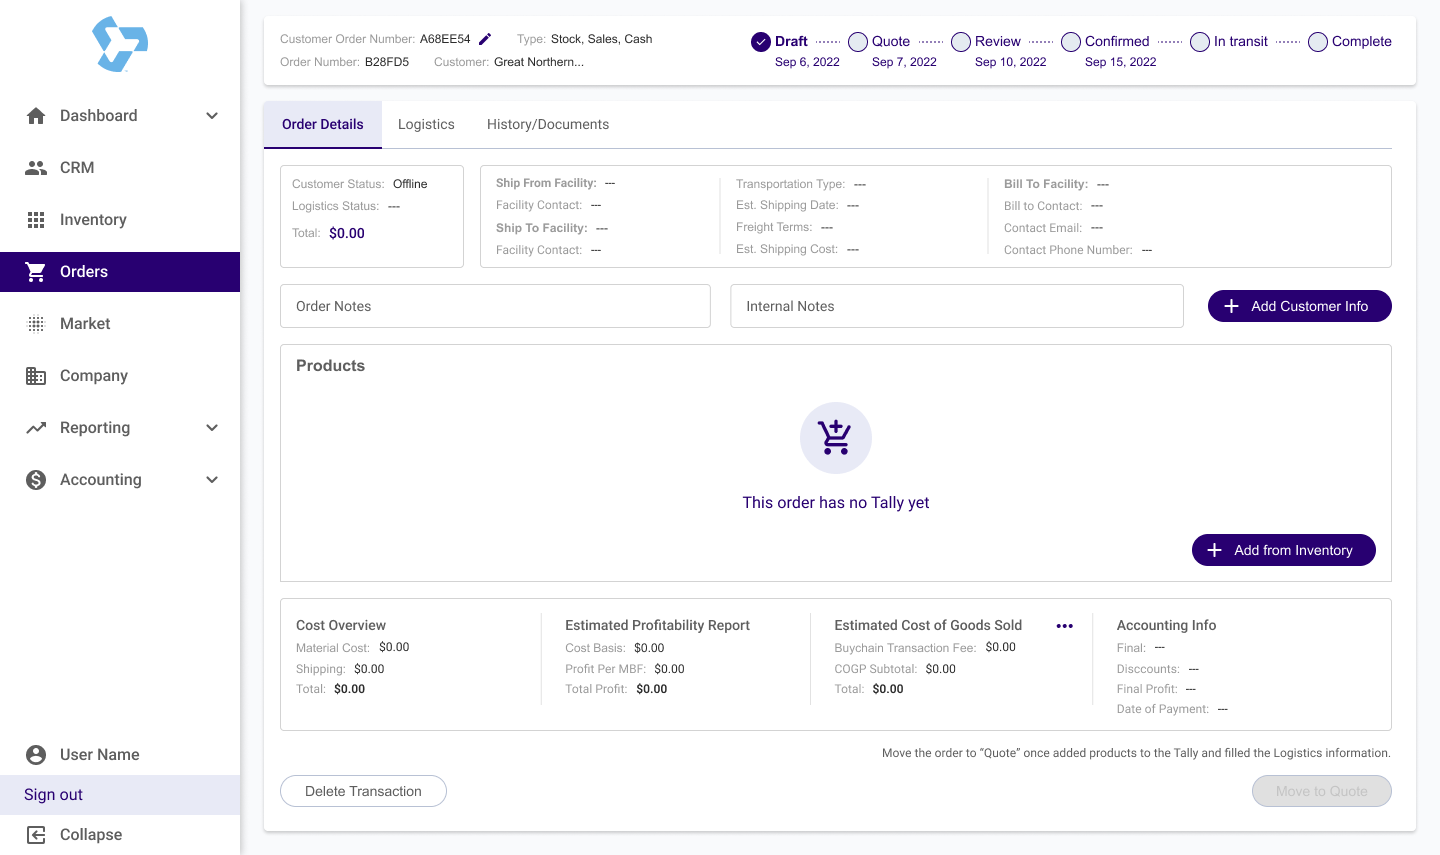 Customer Order Number: A68EE54
Type: Stock, Sales, Cash
Order Number: B28FD5
Customer: Great Northern...
Draft
Sep 6, 2022
Quote
Sep 7, 2022
Review
Sep 10, 2022
Confirmed
Sep 15, 2022
In transit
Complete
Dashboard
CRM
Inventory
Orders
Market
Company
Reporting
Accounting
User Name
Sign out
Collapse
Order Details
Logistics
History/Documents
Customer Status: Offline
Logistics Status: ---
Total: $0.00
Ship From Facility: ---
Facility Contact: ---
Ship To Facility: ---
Facility Contact: ---
Transportation Type: ---
Est. Shipping Date: ---
Freight Terms: ---
Est. Shipping Cost: ---
Bill To Facility: ---
Bill to Contact: ---
Contact Email: ---
Contact Phone Number: ---
Order Notes
Internal Notes
Add Customer Info
Products
This order has no Tally yet
Add from Inventory
Cost Overview
Material Cost: $0.00
Shipping: $0.00
Total: $0.00
Estimated Profitability Report
Cost Basis: $0.00
Profit Per MBF: $0.00
Total Profit: $0.00
Estimated Cost of Goods Sold
Buychain Transaction Fee: $0.00
COGP Subtotal: $0.00
Total: $0.00
Accounting Info
Final: ---
Disccounts: ---
Final Profit: ---
Date of Payment: ---
Move the order to “Quote” once added products to the Tally and filled the Logistics information.
Delete Transaction
Move to Quote